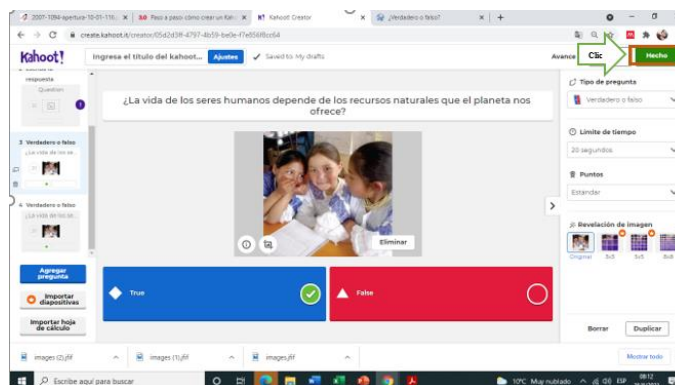 2007-1094-apertura-10-01-116
Paso a paso: cómo crear un Kah
Kahoot! Creator
¿Verdadero o falso?
create.kahoot.it/creator/
Kahoot!
Ingresa el título del kahoot...
Ajustes
Saved to: My drafts
Avance
Clic
Hecho
respuesta
Question
3 Verdadero o falso
¿La vida de los se...
4 Verdadero o falso
¿La vida de los se...
Agregar
pregunta
Importar
diapositivas
Importar hoja
de cálculo
¿La vida de los seres humanos depende de los recursos naturales que el planeta nos
ofrece?
Eliminar
True
False
Tipo de pregunta
Verdadero o falso
Límite de tiempo
20 segundos
Puntos
Estándar
Revelación de imagen
Original 3x3 5x5 8x8
Borrar
Duplicar
images (2).jfif
images (1).jfif
images.jfif
Mostrar todo
Escribe aquí para buscar
10°C Muy nublado
ESP
08:12